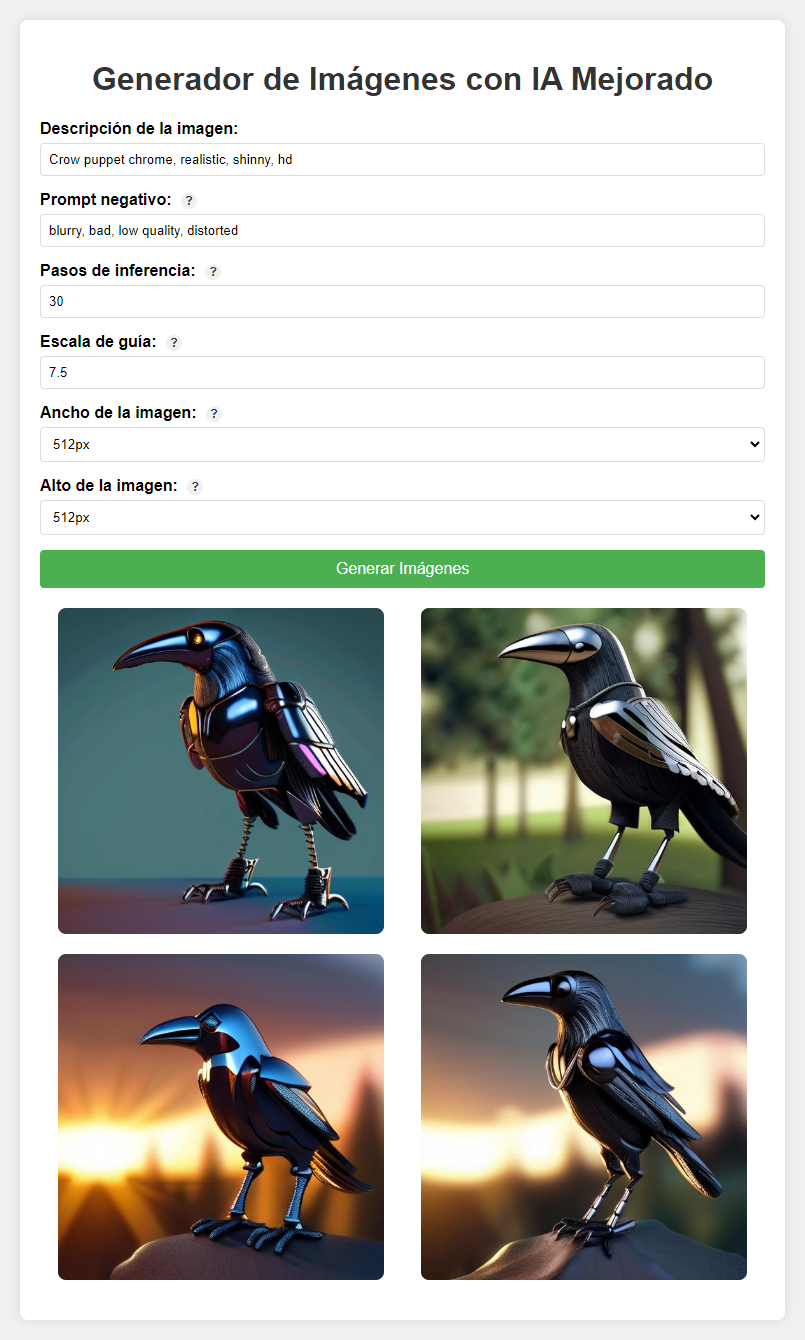 Generador de Imágenes con IA Mejorado
Descripción de la imagen:
Crow puppet chrome, realistic, shinny, hd
Prompt negativo: ?
blurry, bad, low quality, distorted
Pasos de inferencia: ?
30
Escala de guía: ?
7.5
Ancho de la imagen: ?
512px
Alto de la imagen: ?
512px
Generar Imágenes